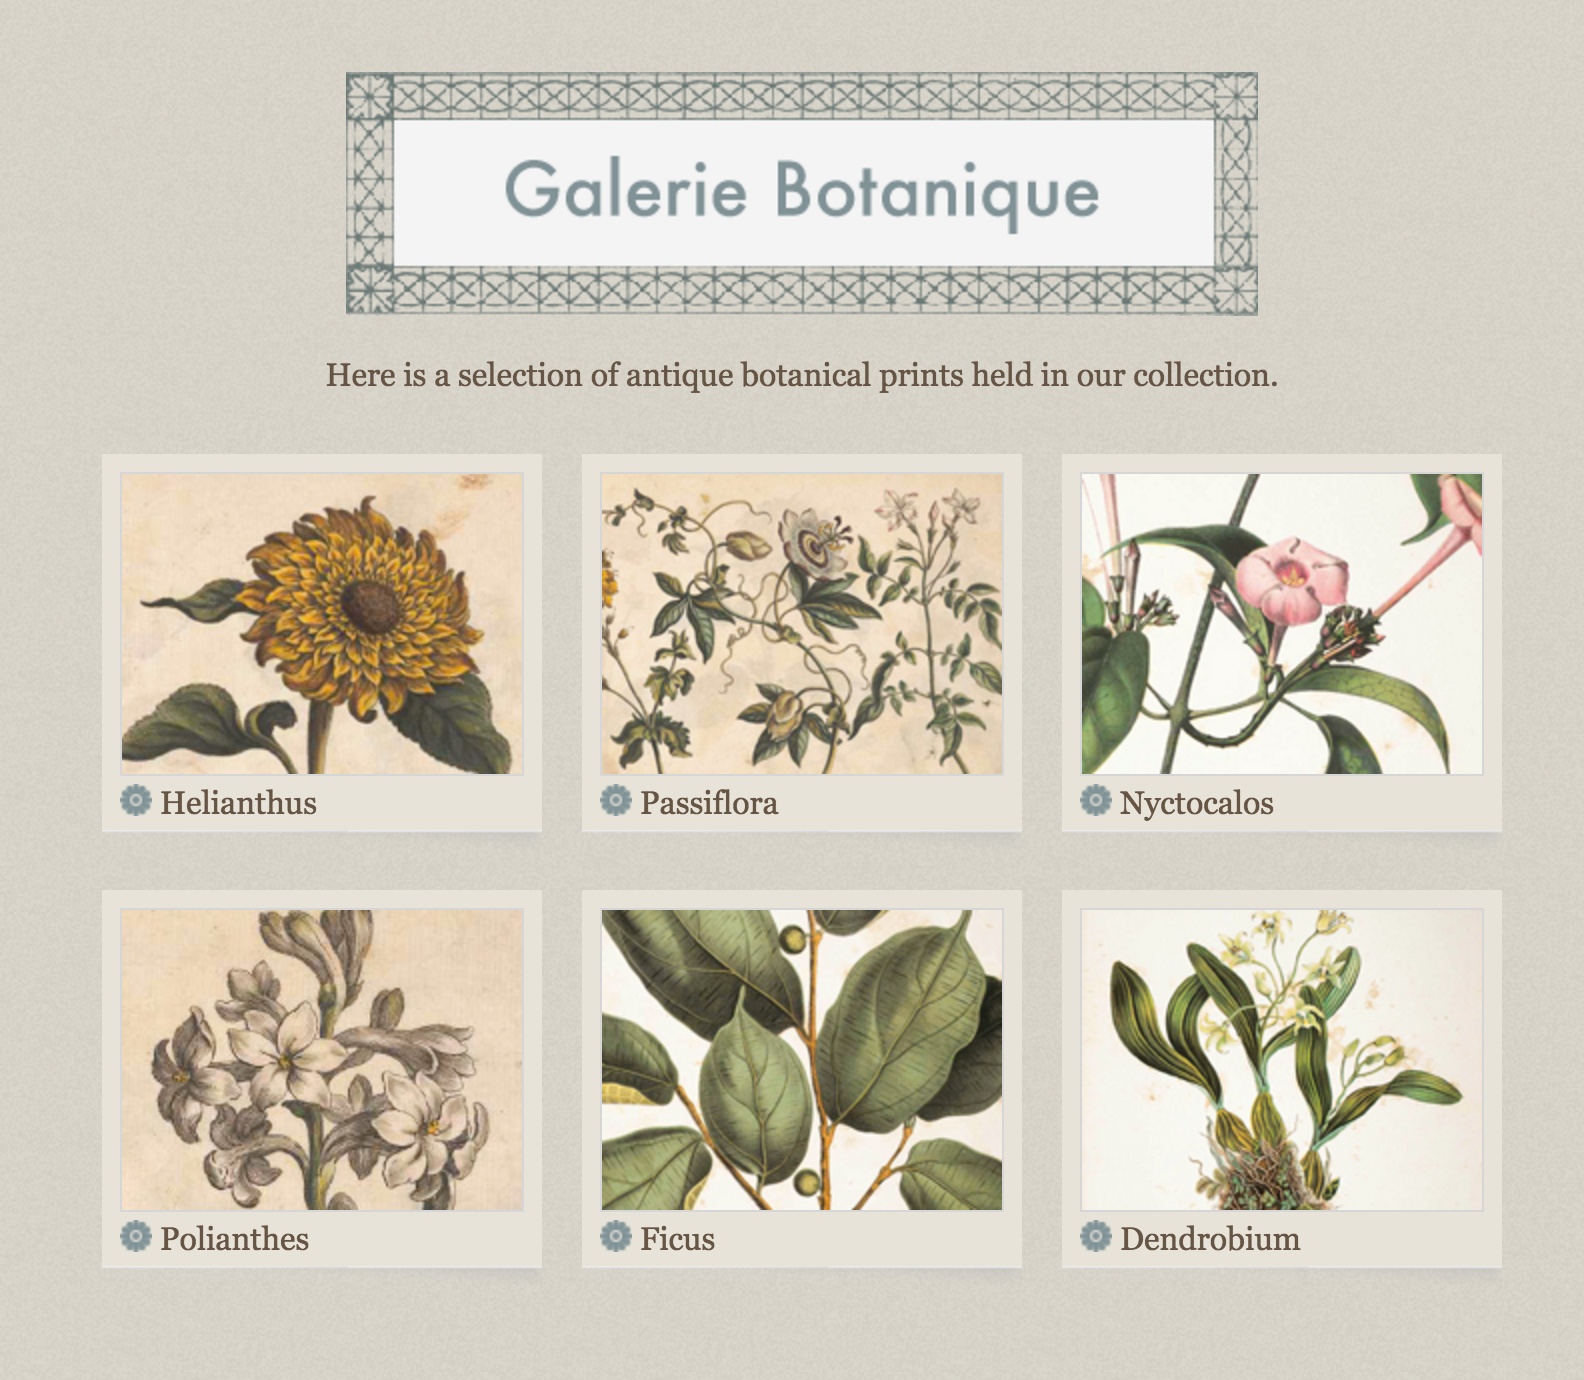 Galerie Botanique
Here is a selection of antique botanical prints held in our collection.
Helianthus
Passiflora
Nyctocalos
Polianthes
Ficus
Dendrobium